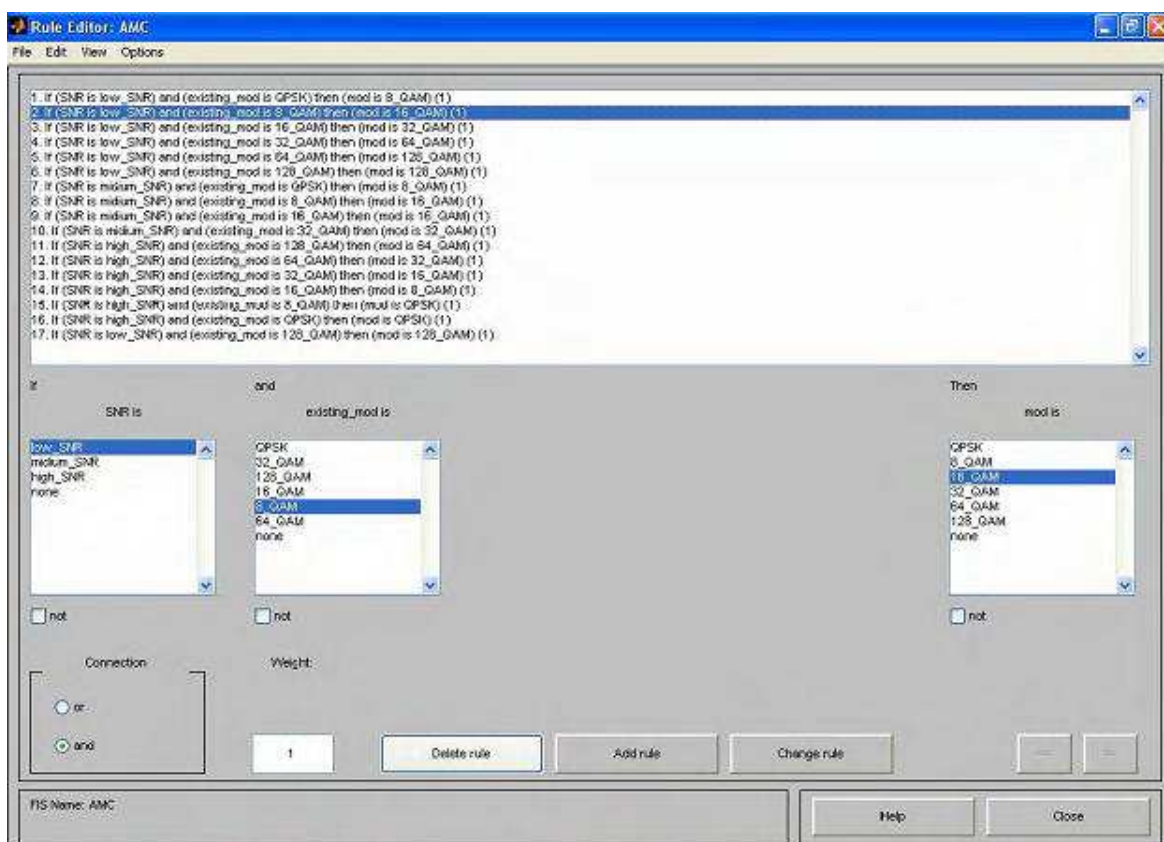 Rule Editor: AMC
File Edit View Options
1. If (SNR is low_SNR) and (existing_mod is QPSK) then (mod is 8_QAM) (1)
2. If (SNR is low_SNR) and (existing_mod is 8_QAM) then (mod is 16_QAM) (1)
3. If (SNR is low_SNR) and (existing_mod is 16_QAM) then (mod is 32_QAM) (1)
4. If (SNR is low_SNR) and (existing_mod is 32_QAM) then (mod is 64_QAM) (1)
5. If (SNR is low_SNR) and (existing_mod is 64_QAM) then (mod is 128_QAM) (1)
6. If (SNR is low_SNR) and (existing_mod is 128_QAM) then (mod is 128_QAM) (1)
7. If (SNR is midium_SNR) and (existing_mod is QPSK) then (mod is 8_QAM) (1)
8. If (SNR is midium_SNR) and (existing_mod is 8_QAM) then (mod is 16_QAM) (1)
9. If (SNR is midium_SNR) and (existing_mod is 16_QAM) then (mod is 16_QAM) (1)
10. If (SNR is midium_SNR) and (existing_mod is 32_QAM) then (mod is 32_QAM) (1)
11. If (SNR is high_SNR) and (existing_mod is 128_QAM) then (mod is 64_QAM) (1)
12. If (SNR is high_SNR) and (existing_mod is 64_QAM) then (mod is 32_QAM) (1)
13. If (SNR is high_SNR) and (existing_mod is 32_QAM) then (mod is 16_QAM) (1)
14. If (SNR is high_SNR) and (existing_mod is 16_QAM) then (mod is 8_QAM) (1)
15. If (SNR is high_SNR) and (existing_mod is 8_QAM) then (mod is QPSK) (1)
16. If (SNR is high_SNR) and (existing_mod is QPSK) then (mod is QPSK) (1)
17. If (SNR is low_SNR) and (existing_mod is 128_QAM) then (mod is 128_QAM) (1)
If and Then
SNR is existing_mod is mod is
low_SNR
midium_SNR
high_SNR
none
QPSK
32_QAM
128_QAM
16_QAM
8_QAM
64_QAM
none
QPSK
8_QAM
16_QAM
32_QAM
64_QAM
128_QAM
none
not not not
Connection Weight:
or
and
1 Delete rule Add rule Change rule
FIS Name: AMC
Help Close